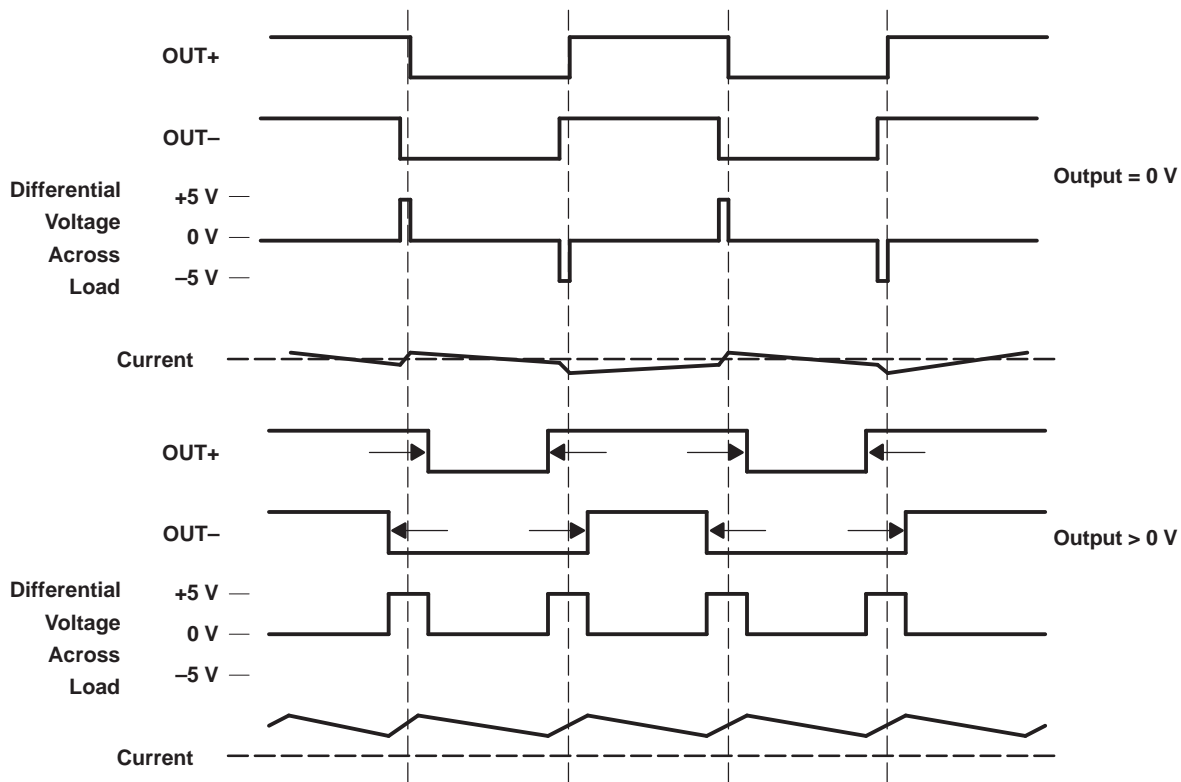 OUT+
OUT–
Output = 0 V
Differential
Voltage
Across
Load
+5 V
0 V
–5 V
Current
OUT+
OUT–
Output > 0 V
Differential
Voltage
Across
Load
+5 V
0 V
–5 V
Current